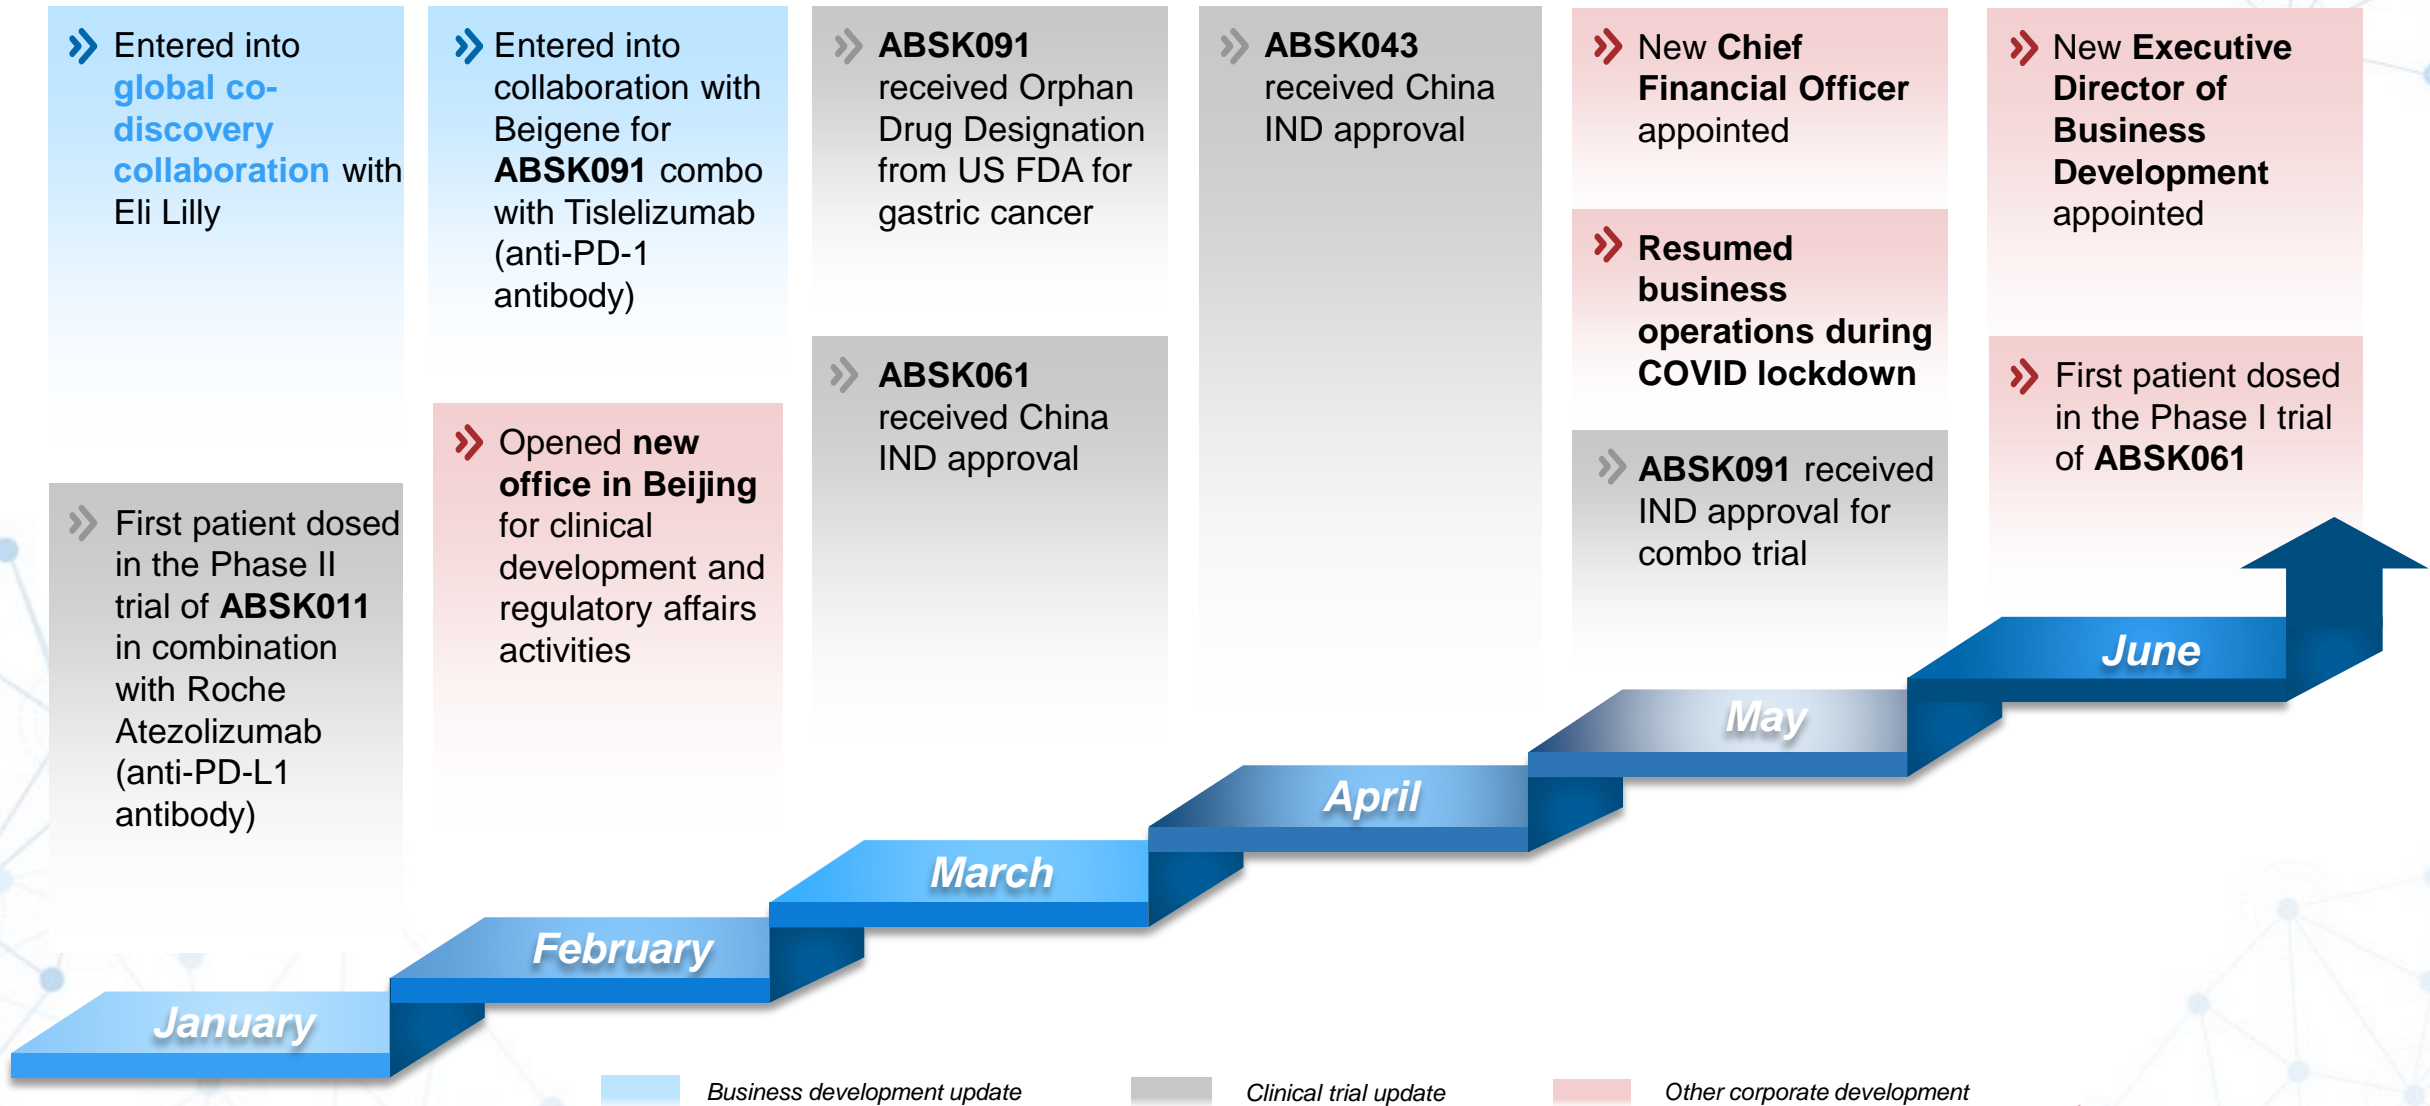 Entered into
global co-
discovery
collaboration with
Eli Lilly
First patient dosed
in the Phase II
trial of ABSK011
in combination
with Roche
Atezolizumab
(anti-PD-L1
antibody)
Entered into
collaboration with
Beigene for
ABSK091 combo
with Tislelizumab
(anti-PD-1
antibody)
Opened new
office in Beijing
for clinical
development and
regulatory affairs
activities
ABSK091
received Orphan
Drug Designation
from US FDA for
gastric cancer
ABSK061
received China
IND approval
ABSK043
received China
IND approval
New Chief
Financial Officer
appointed
Resumed
business
operations during
COVID lockdown
ABSK091 received
IND approval for
combo trial
New Executive
Director of
Business
Development
appointed
First patient dosed
in the Phase I trial
of ABSK061
January
February
March
April
May
June
Business development update
Clinical trial update
Other corporate development